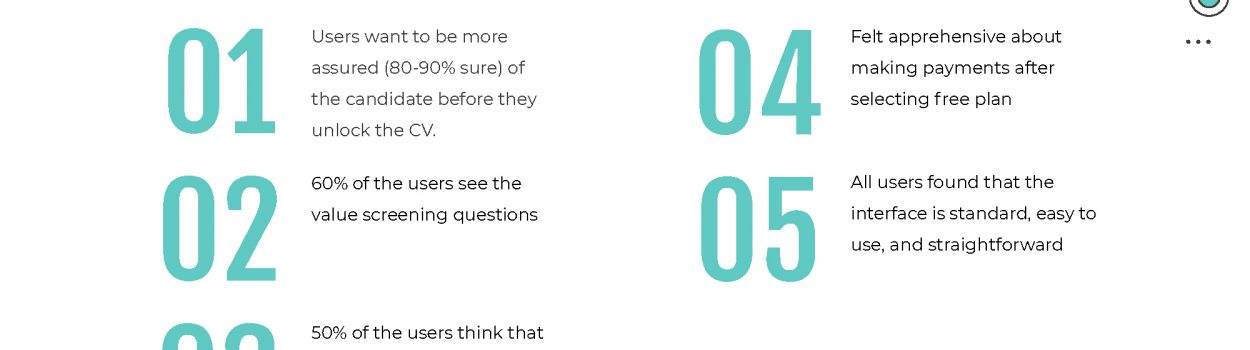 01
Users want to be more
assured (80-90% sure) of
the candidate before they
unlock the CV.
02
60% of the users see the
value screening questions
03
50% of the users think that
04
Felt apprehensive about
making payments after
selecting free plan
05
All users found that the
interface is standard, easy to
use, and straightforward